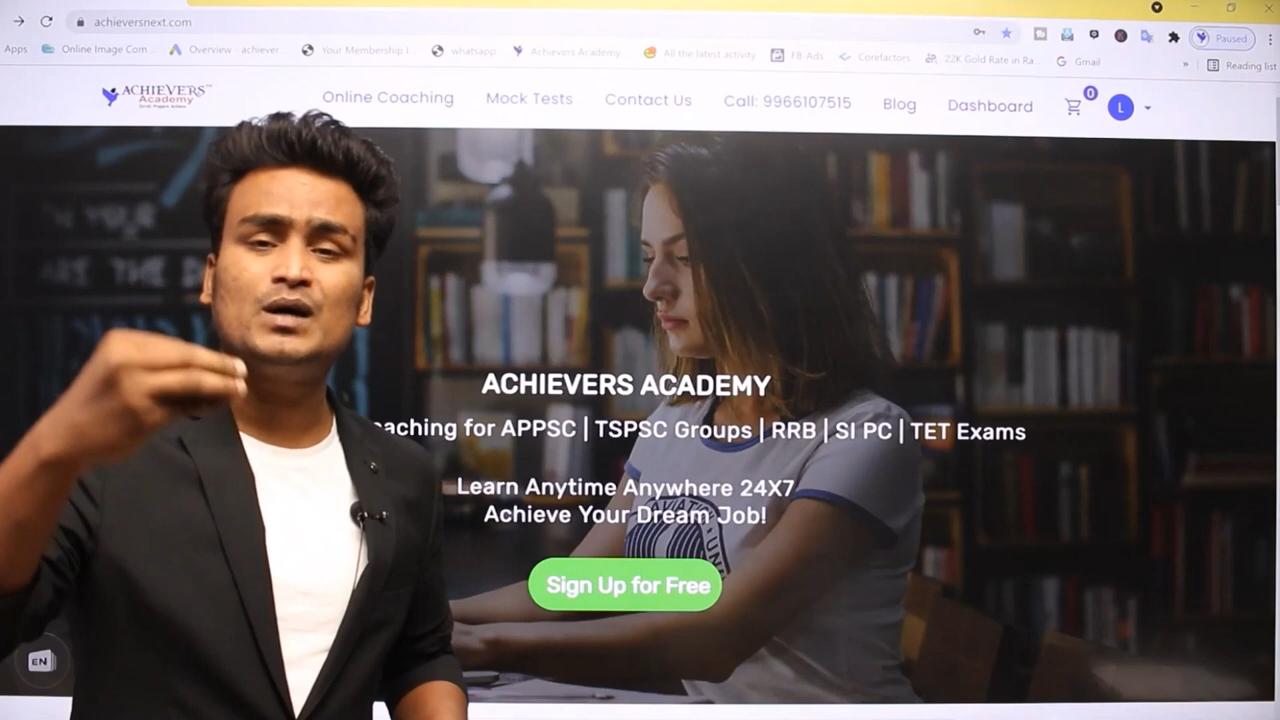 achieversnext.com
Paused
Apps
Online Image Com...
Overview - achiever...
Your Membership I...
whatsapp
Achievers Academy...
All the latest activity
FB-Ads
Corefactors
22K Gold Rate in Ra...
Gmail
»
Reading list
ACHIEVERS™
Academy
Online Coaching
Mock Tests
Contact Us
Call: 9966107515
Blog
Dashboard
0
L
ACHIEVERS ACADEMY
aching for APPSC | TSPSC Groups | RRB | SI PC | TET Exams
Learn Anytime Anywhere 24X7
Achieve Your Dream Job!
Sign Up for Free
EN